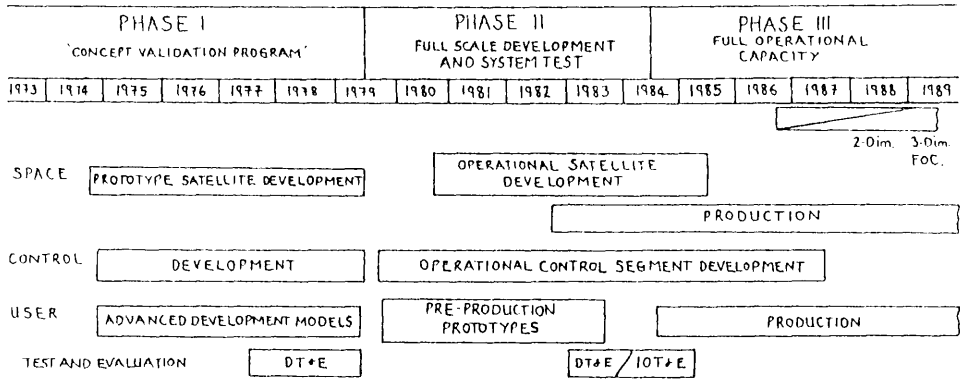 PHASE I
'CONCEPT VALIDATION PROGRAM'
PHASE II
FULL SCALE DEVELOPMENT
AND SYSTEM TEST
PHASE III
FULL OPERATIONAL
CAPACITY
1973 1974 1975 1976 1977 1978 1979 1980 1981 1982 1983 1984 1985 1986 1987 1988 1989
2-Dim. 3-Dim.
FOC.
SPACE
PROTOTYPE SATELLITE DEVELOPMENT
OPERATIONAL SATELLITE
DEVELOPMENT
PRODUCTION
CONTROL
DEVELOPMENT
OPERATIONAL CONTROL SEGMENT DEVELOPMENT
USER
ADVANCED DEVELOPMENT MODELS
PRE-PRODUCTION
PROTOTYPES
PRODUCTION
TEST AND EVALUATION
DT&E
DT&E / IOT&E